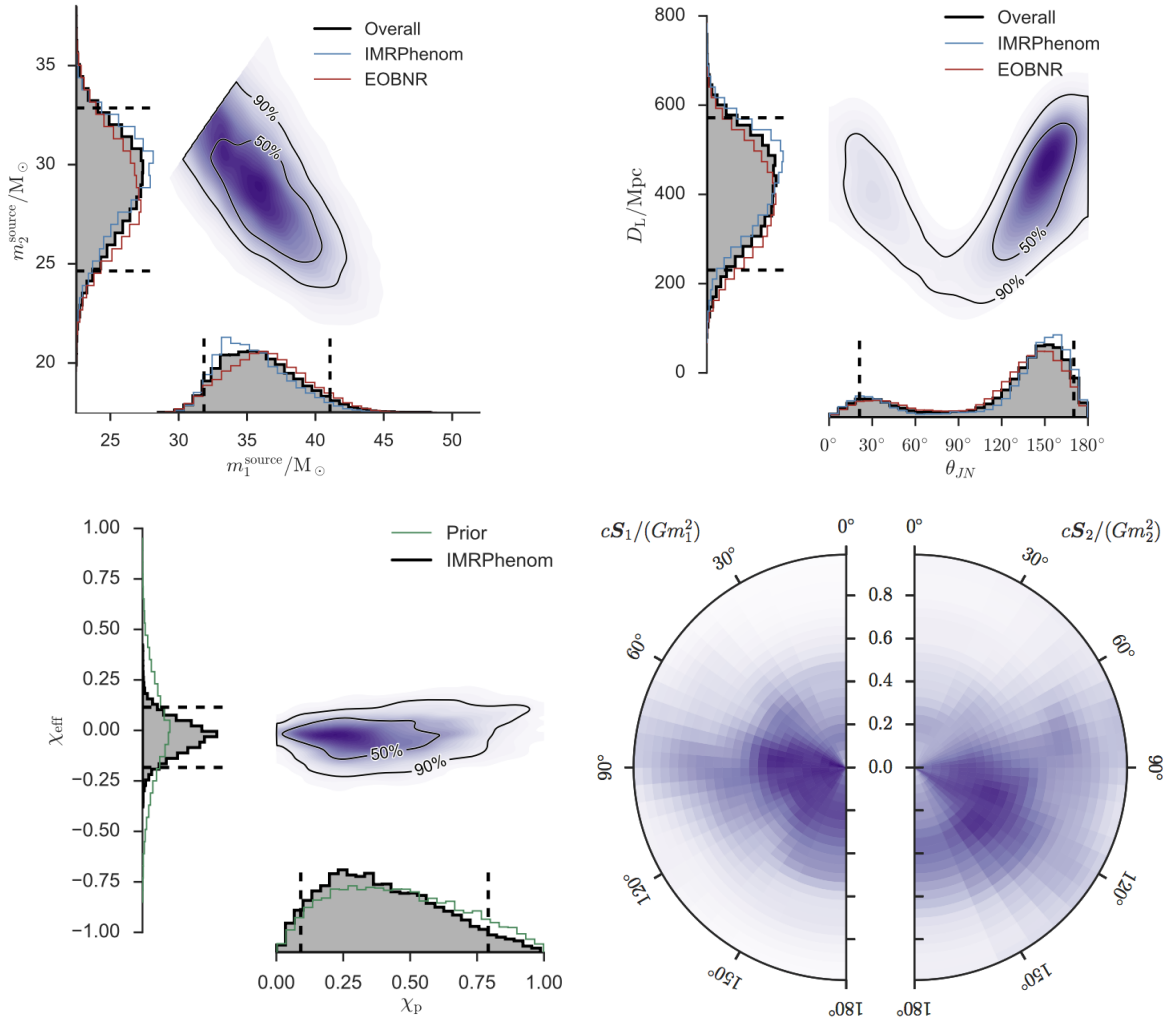 Overall
IMRPhenom
EOBNR
35
30
25
20
m₂^source/M☉
90%
50%
25 30 35 40 45 50
m₁^source/M☉
Overall
IMRPhenom
EOBNR
800
600
400
200
0
D_L/Mpc
50%
90%
0° 30° 60° 90° 120° 150° 180°
θ_JN
Prior
IMRPhenom
1.00
0.75
0.50
0.25
0.00
−0.25
−0.50
−0.75
−1.00
χ_eff
50%
90%
0.00 0.25 0.50 0.75 1.00
χ_p
cS₁/(Gm₁²) 0° 0° cS₂/(Gm₂²)
30° 30°
0.8
60° 0.6 60°
0.4
0.2
90° 0.0 90°
120° 120°
150° 150°
180° 180°